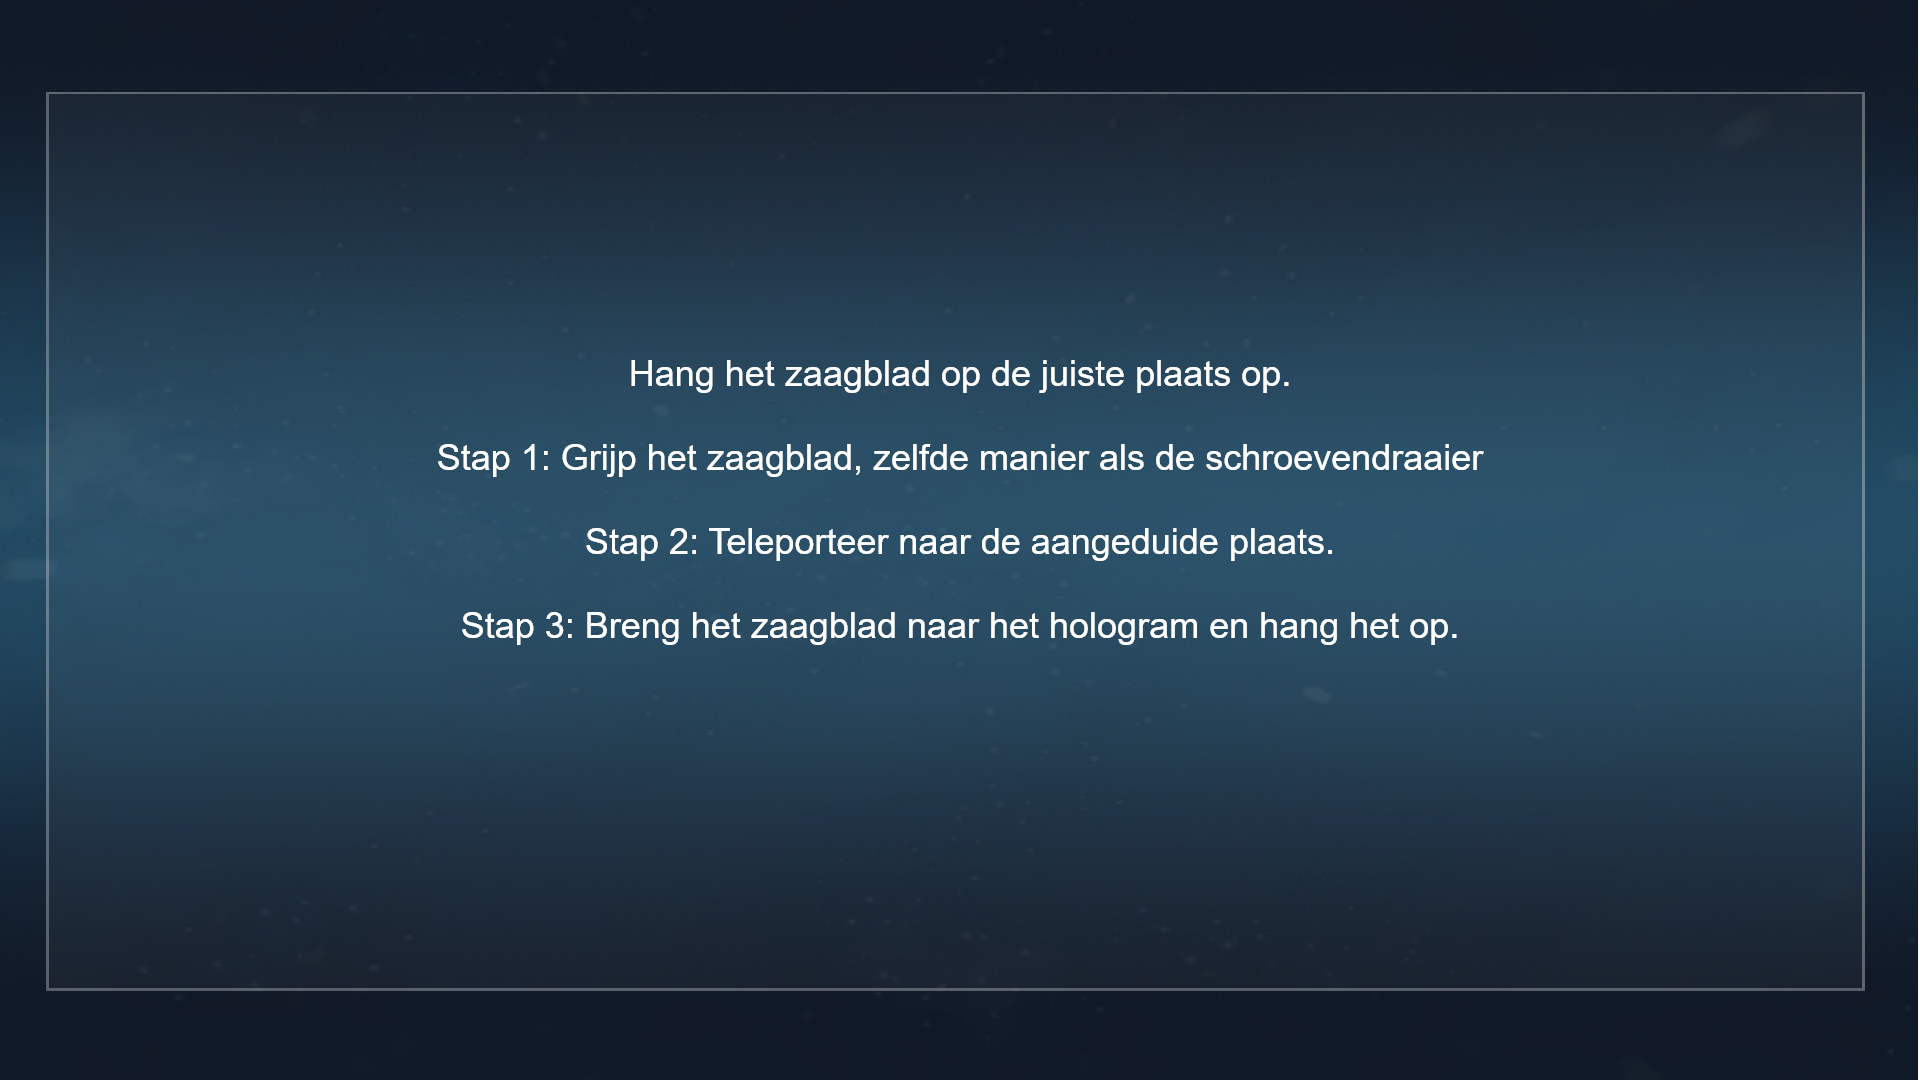 Hang het zaagblad op de juiste plaats op.
Stap 1: Grijp het zaagblad, zelfde manier als de schroevendraaier
Stap 2: Teleporteer naar de aangeduide plaats.
Stap 3: Breng het zaagblad naar het hologram en hang het op.